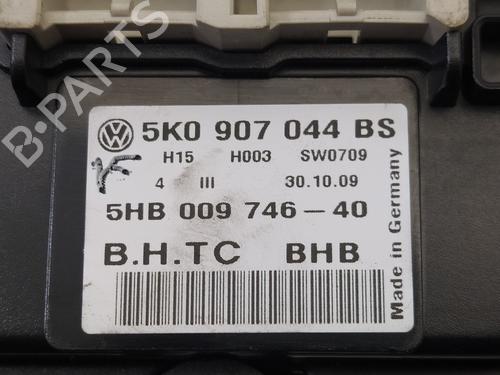 5K0 907 044 BS
H15 H003 SW0709
4 III 30.10.09
5HB 009 746-40
B.H.TC BHB
Made in Germany
B-PARTS